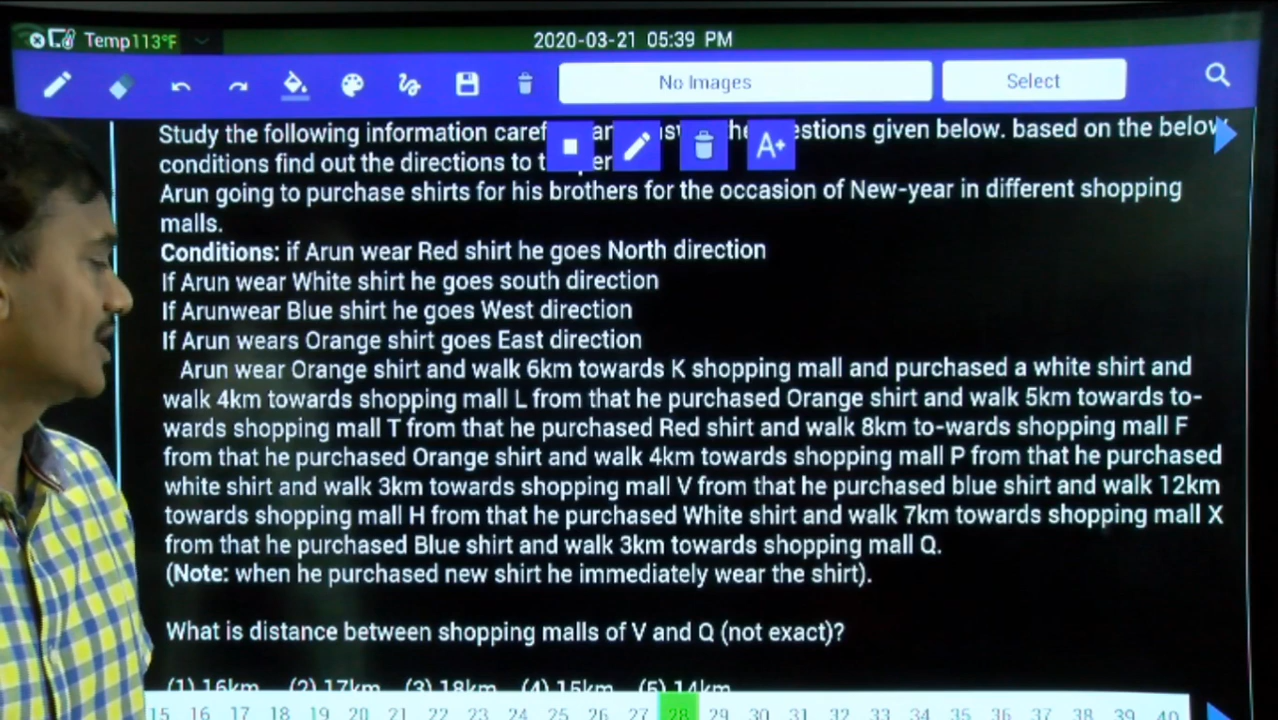 Temp113°F
2020-03-21 05:39 PM
No Images
Select
Study the following information estions given below. based on the below
conditions find out the directions to
A+
Arun going to purchase shirts for his brothers for the occasion of New-year in different shopping
malls.
Conditions: if Arun wear Red shirt he goes North direction
If Arun wear White shirt he goes south direction
If Arunwear Blue shirt he goes West direction
If Arun wears Orange shirt goes East direction
Arun wear Orange shirt and walk 6km towards K shopping mall and purchased a white shirt and
walk 4km towards shopping mall L from that he purchased Orange shirt and walk 5km towards to-
wards shopping mall T from that he purchased Red shirt and walk 8km to-wards shopping mall F
from that he purchased Orange shirt and walk 4km towards shopping mall P from that he purchased
white shirt and walk 3km towards shopping mall V from that he purchased blue shirt and walk 12km
towards shopping mall H from that he purchased White shirt and walk 7km towards shopping mall X
from that he purchased Blue shirt and walk 3km towards shopping mall Q.
(Note: when he purchased new shirt he immediately wear the shirt).
What is distance between shopping malls of V and Q (not exact)?
(1) 16km (2) 17km (3) 18km (4) 15km (5) 14km
15 16 17 18 19 20 21 22 23 24 25 26 27 28 29 30 31 32 33 34 35 36 37 38 39 40